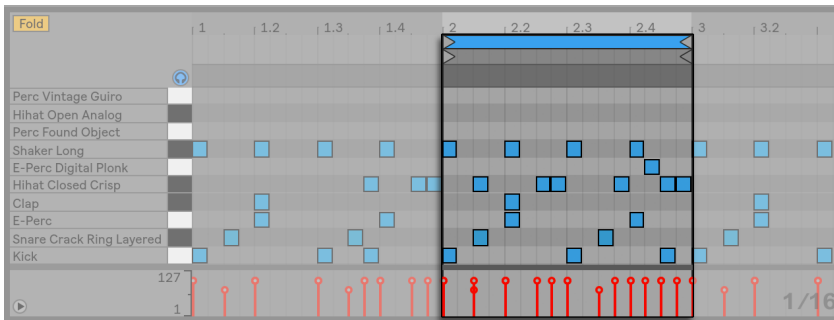 Fold
1 1.2 1.3 1.4 2 2.2 2.3 2.4 3 3.2
Perc Vintage Guiro
Hihat Open Analog
Perc Found Object
Shaker Long
E-Perc Digital Plonk
Hihat Closed Crisp
Clap
E-Perc
Snare Crack Ring Layered
Kick
127
1
1/16